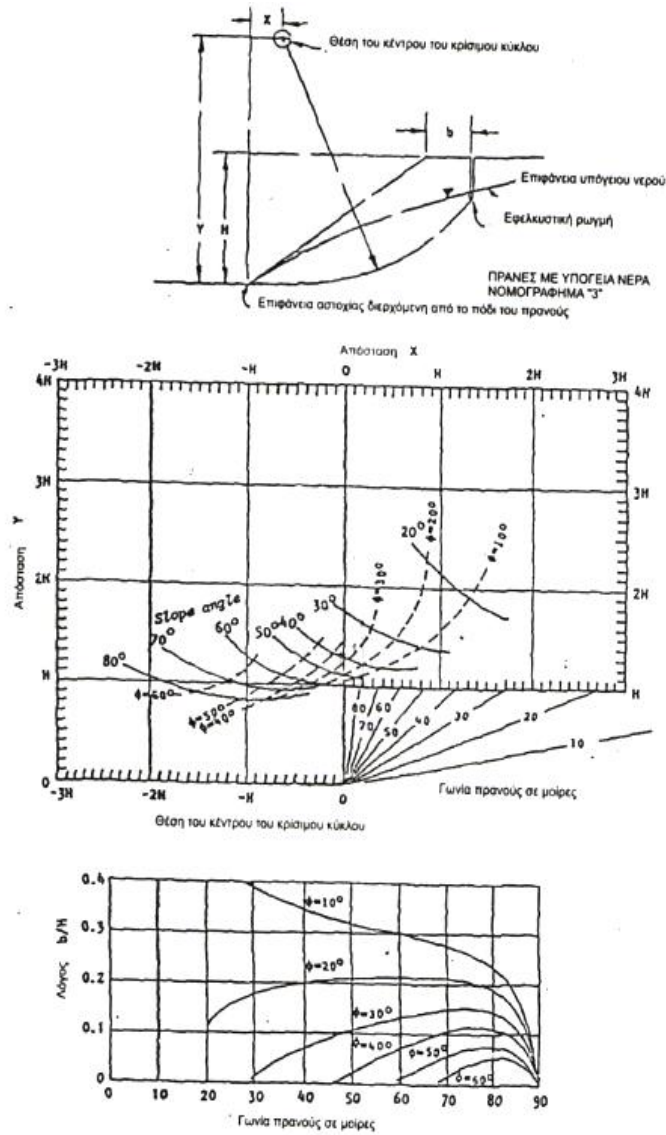 X
Θέση του κέντρου του κρίσιμου κύκλου
b
Επιφάνεια υπόγειου νερού
Y
H
Εφελκυστική ρωγμή
ΠΡΑΝΕΣ ΜΕ ΥΠΟΓΕΙΑ ΝΕΡΑ
ΝΟΜΟΓΡΑΦΗΜΑ "3"
Επιφάνεια αστοχίας διερχόμενη από το πόδι του πρανούς
Απόσταση X
-3H -2H -H 0 H 2H 3H
4H 4H
3H 3H
2H 2H
H H
0
Απόσταση Y
Slope angle
80° 70° 60° 50° 40° 30° 20°
φ=60° φ=50° φ=40° φ=30° φ=20° φ=10°
80 70 60 50 40 30 20 10
-3H -2H -H 0
Γωνία πρανούς σε μοίρες
Θέση του κέντρου του κρίσιμου κύκλου
Λόγος b/H
0.4
0.3
0.2
0.1
0
φ=10°
φ=20°
φ=30°
φ=40°
φ=50°
φ=60°
0 10 20 30 40 50 60 70 80 90
Γωνία πρανούς σε μοίρες